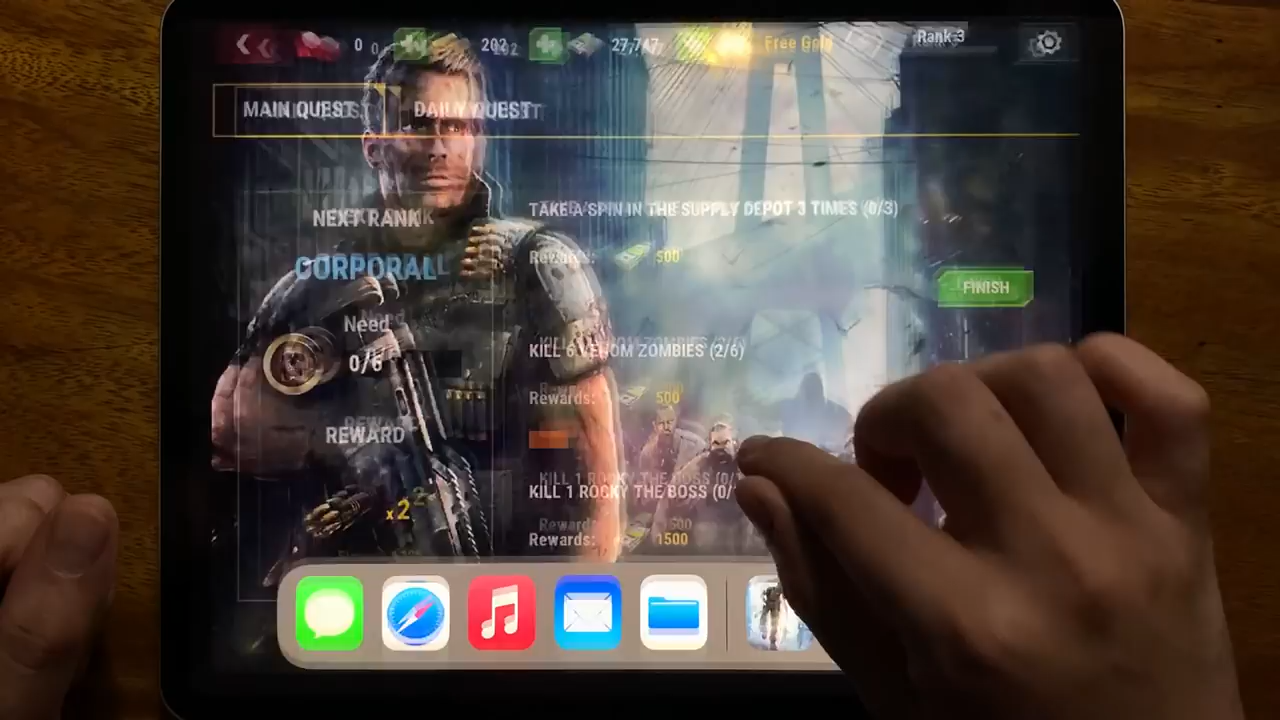 0 202 27,747 Free Gold Rank 3
MAIN QUEST DAILY QUEST
NEXT RANK
CORPORAL
Need
0/6
REWARD
x2
TAKE A SPIN IN THE SUPPLY DEPOT 3 TIMES (0/3)
Rewards: 500
FINISH
KILL 6 VENOM ZOMBIES (2/6)
Rewards: 500
KILL 1 ROCKY THE BOSS (0/
Rewards: 1500